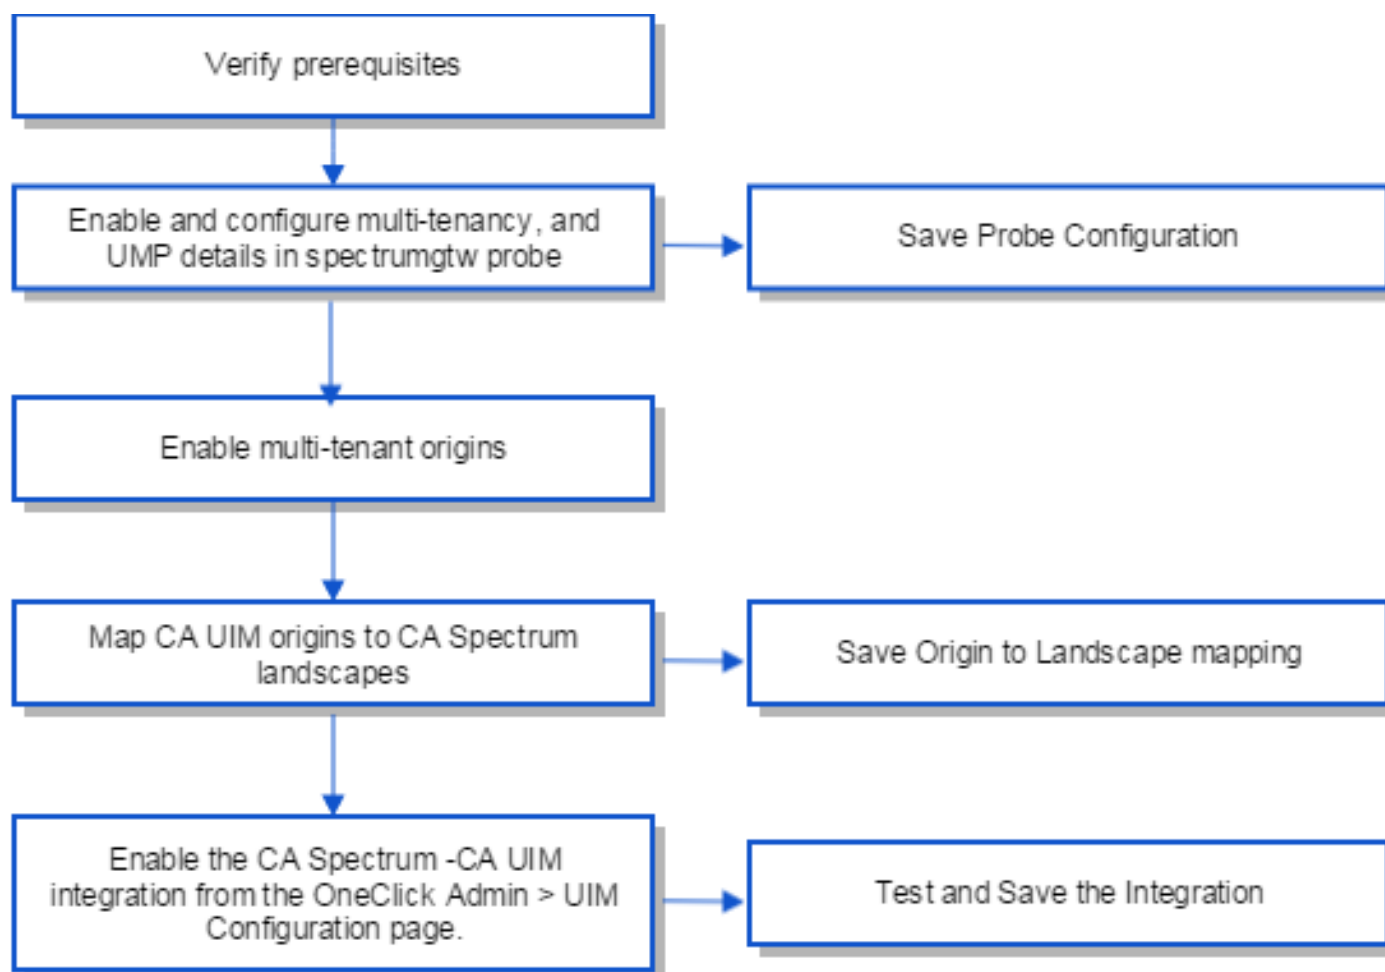 Verify prerequisites
Enable and configure multi-tenancy, and
UMP details in spectrumgtw probe
Save Probe Configuration
Enable multi-tenant origins
Map CA UIM origins to CA Spectrum
landscapes
Save Origin to Landscape mapping
Enable the CA Spectrum -CA UIM
integration from the OneClick Admin > UIM
Configuration page.
Test and Save the Integration